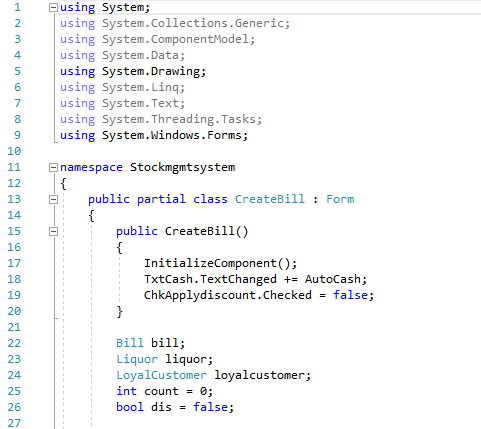 1 using System;
2 using System.Collections.Generic;
3 using System.ComponentModel;
4 using System.Data;
5 using System.Drawing;
6 using System.Linq;
7 using System.Text;
8 using System.Threading.Tasks;
9 using System.Windows.Forms;
10
11 namespace Stockmgmtsystem
12 {
13 public partial class CreateBill : Form
14 {
15 public CreateBill()
16 {
17 InitializeComponent();
18 TxtCash.TextChanged += AutoCash;
19 ChkApplydiscount.Checked = false;
20 }
21
22 Bill bill;
23 Liquor liquor;
24 LoyalCustomer loyalcustomer;
25 int count = 0;
26 bool dis = false;
27